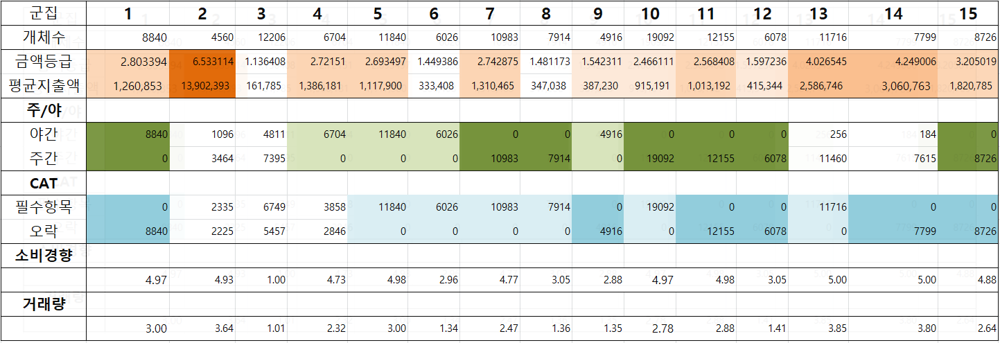 군집 1 2 3 4 5 6 7 8 9 10 11 12 13 14 15
개체수 8840 4560 12206 6704 11840 6026 10983 7914 4916 19092 12155 6078 11716 7799 8726
금액등급 2.803394 6.533114 1.136408 2.72151 2.693497 1.449386 2.742875 1.481173 1.542311 2.466111 2.568408 1.597236 4.026545 4.249006 3.205019
평균지출액 1,260,853 13,902,393 161,785 1,386,181 1,117,900 333,408 1,310,465 347,038 387,230 915,191 1,013,192 415,344 2,586,746 3,060,763 1,820,785
주/야
야간 8840 1096 4811 6704 11840 6026 0 0 4916 0 0 0 256 184 0
주간 0 3464 7395 0 0 0 10983 7914 0 19092 12155 6078 11460 7615 8726
CAT
필수항목 0 2335 6749 3858 11840 6026 10983 7914 0 19092 0 0 11716 0 0
오락 8840 2225 5457 2846 0 0 0 0 4916 0 12155 6078 0 7799 8726
소비경향
4.97 4.93 1.00 4.73 4.98 2.96 4.77 3.05 2.88 4.97 4.98 3.05 5.00 5.00 4.88
거래량
3.00 3.64 1.01 2.32 3.00 1.34 2.47 1.36 1.35 2.78 2.88 1.41 3.85 3.80 2.64